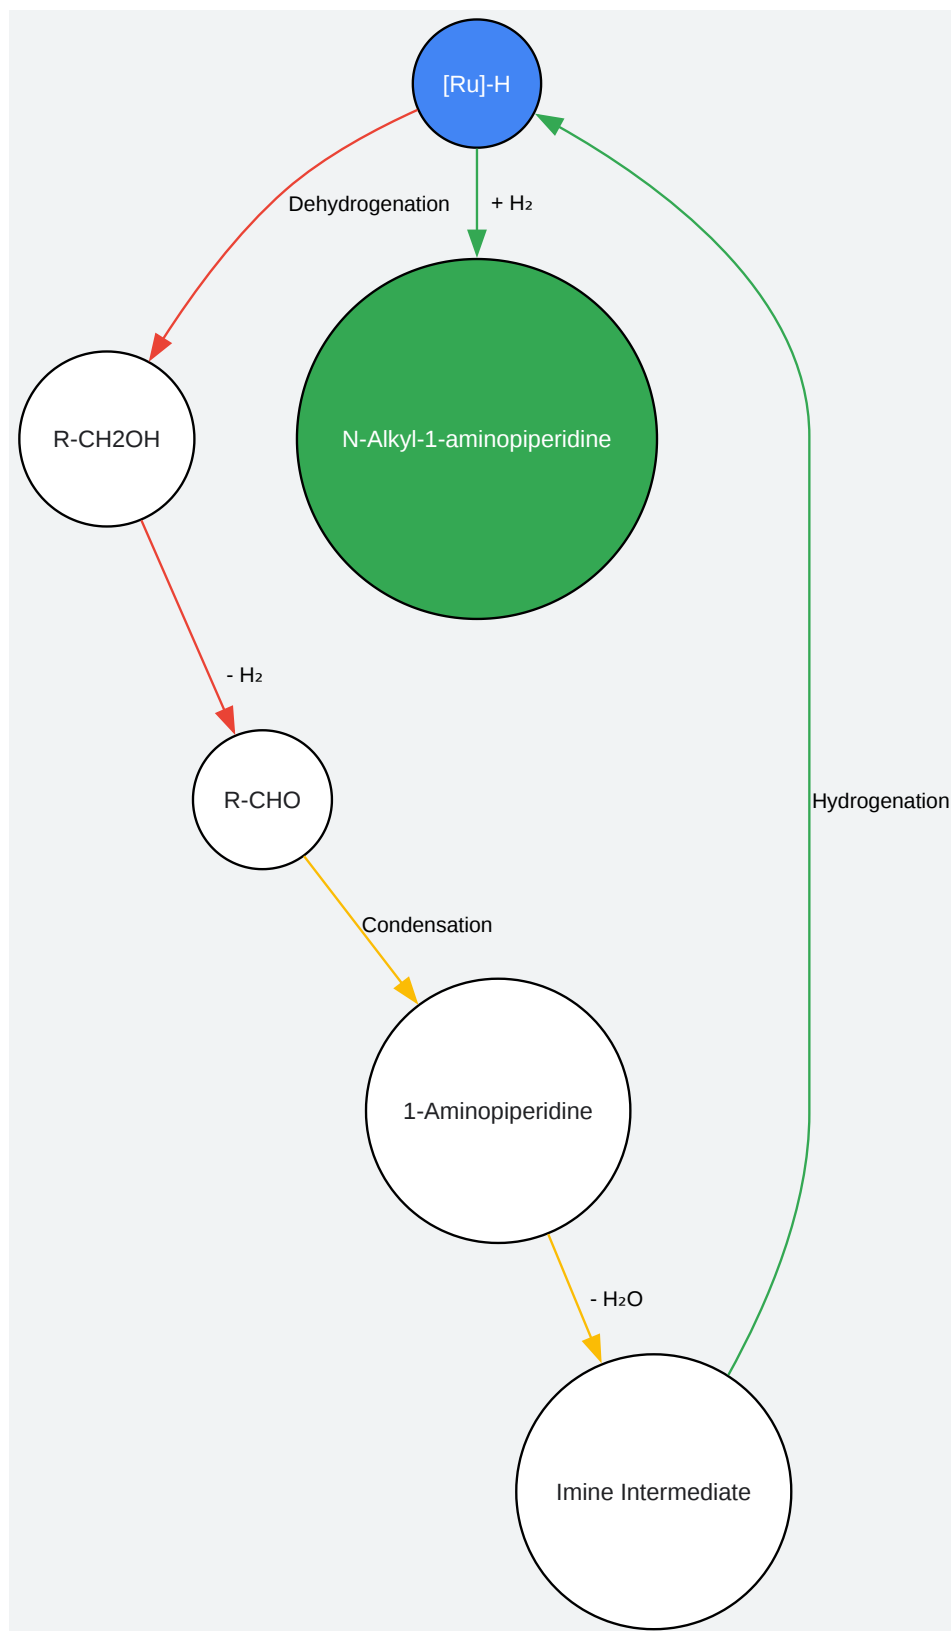 [Ru]-H
Dehydrogenation
+ H₂
R-CH2OH
N-Alkyl-1-aminopiperidine
- H₂
R-CHO
Hydrogenation
Condensation
1-Aminopiperidine
- H₂O
Imine Intermediate